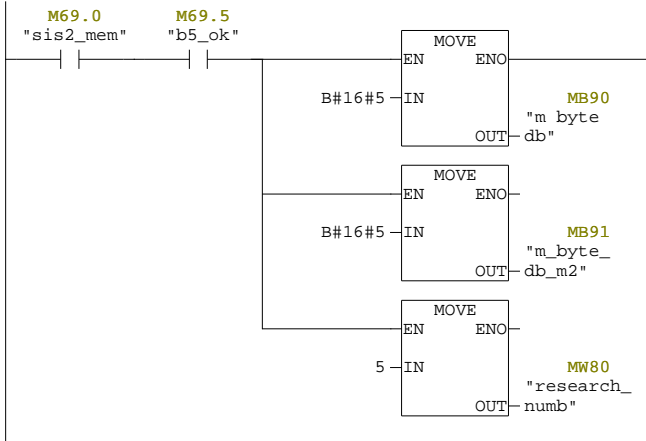 M69.0 M69.5
"sis2_mem" "b5_ok"
MOVE
EN ENO
B#16#5 IN MB90
"m byte
OUT db"
MOVE
EN ENO
B#16#5 IN MB91
"m_byte_
OUT db_m2"
MOVE
EN ENO
5 IN MW80
"research_
OUT numb"